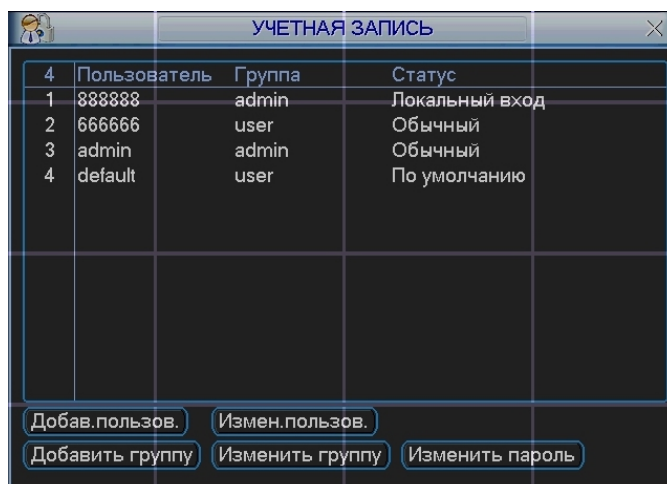 УЧЕТНАЯ ЗАПИСЬ
4 Пользователь Группа Статус
1 888888 admin Локальный вход
2 666666 user Обычный
3 admin admin Обычный
4 default user По умолчанию
Добав.пользов. Измен.пользов.
Добавить группу Изменить группу Изменить пароль